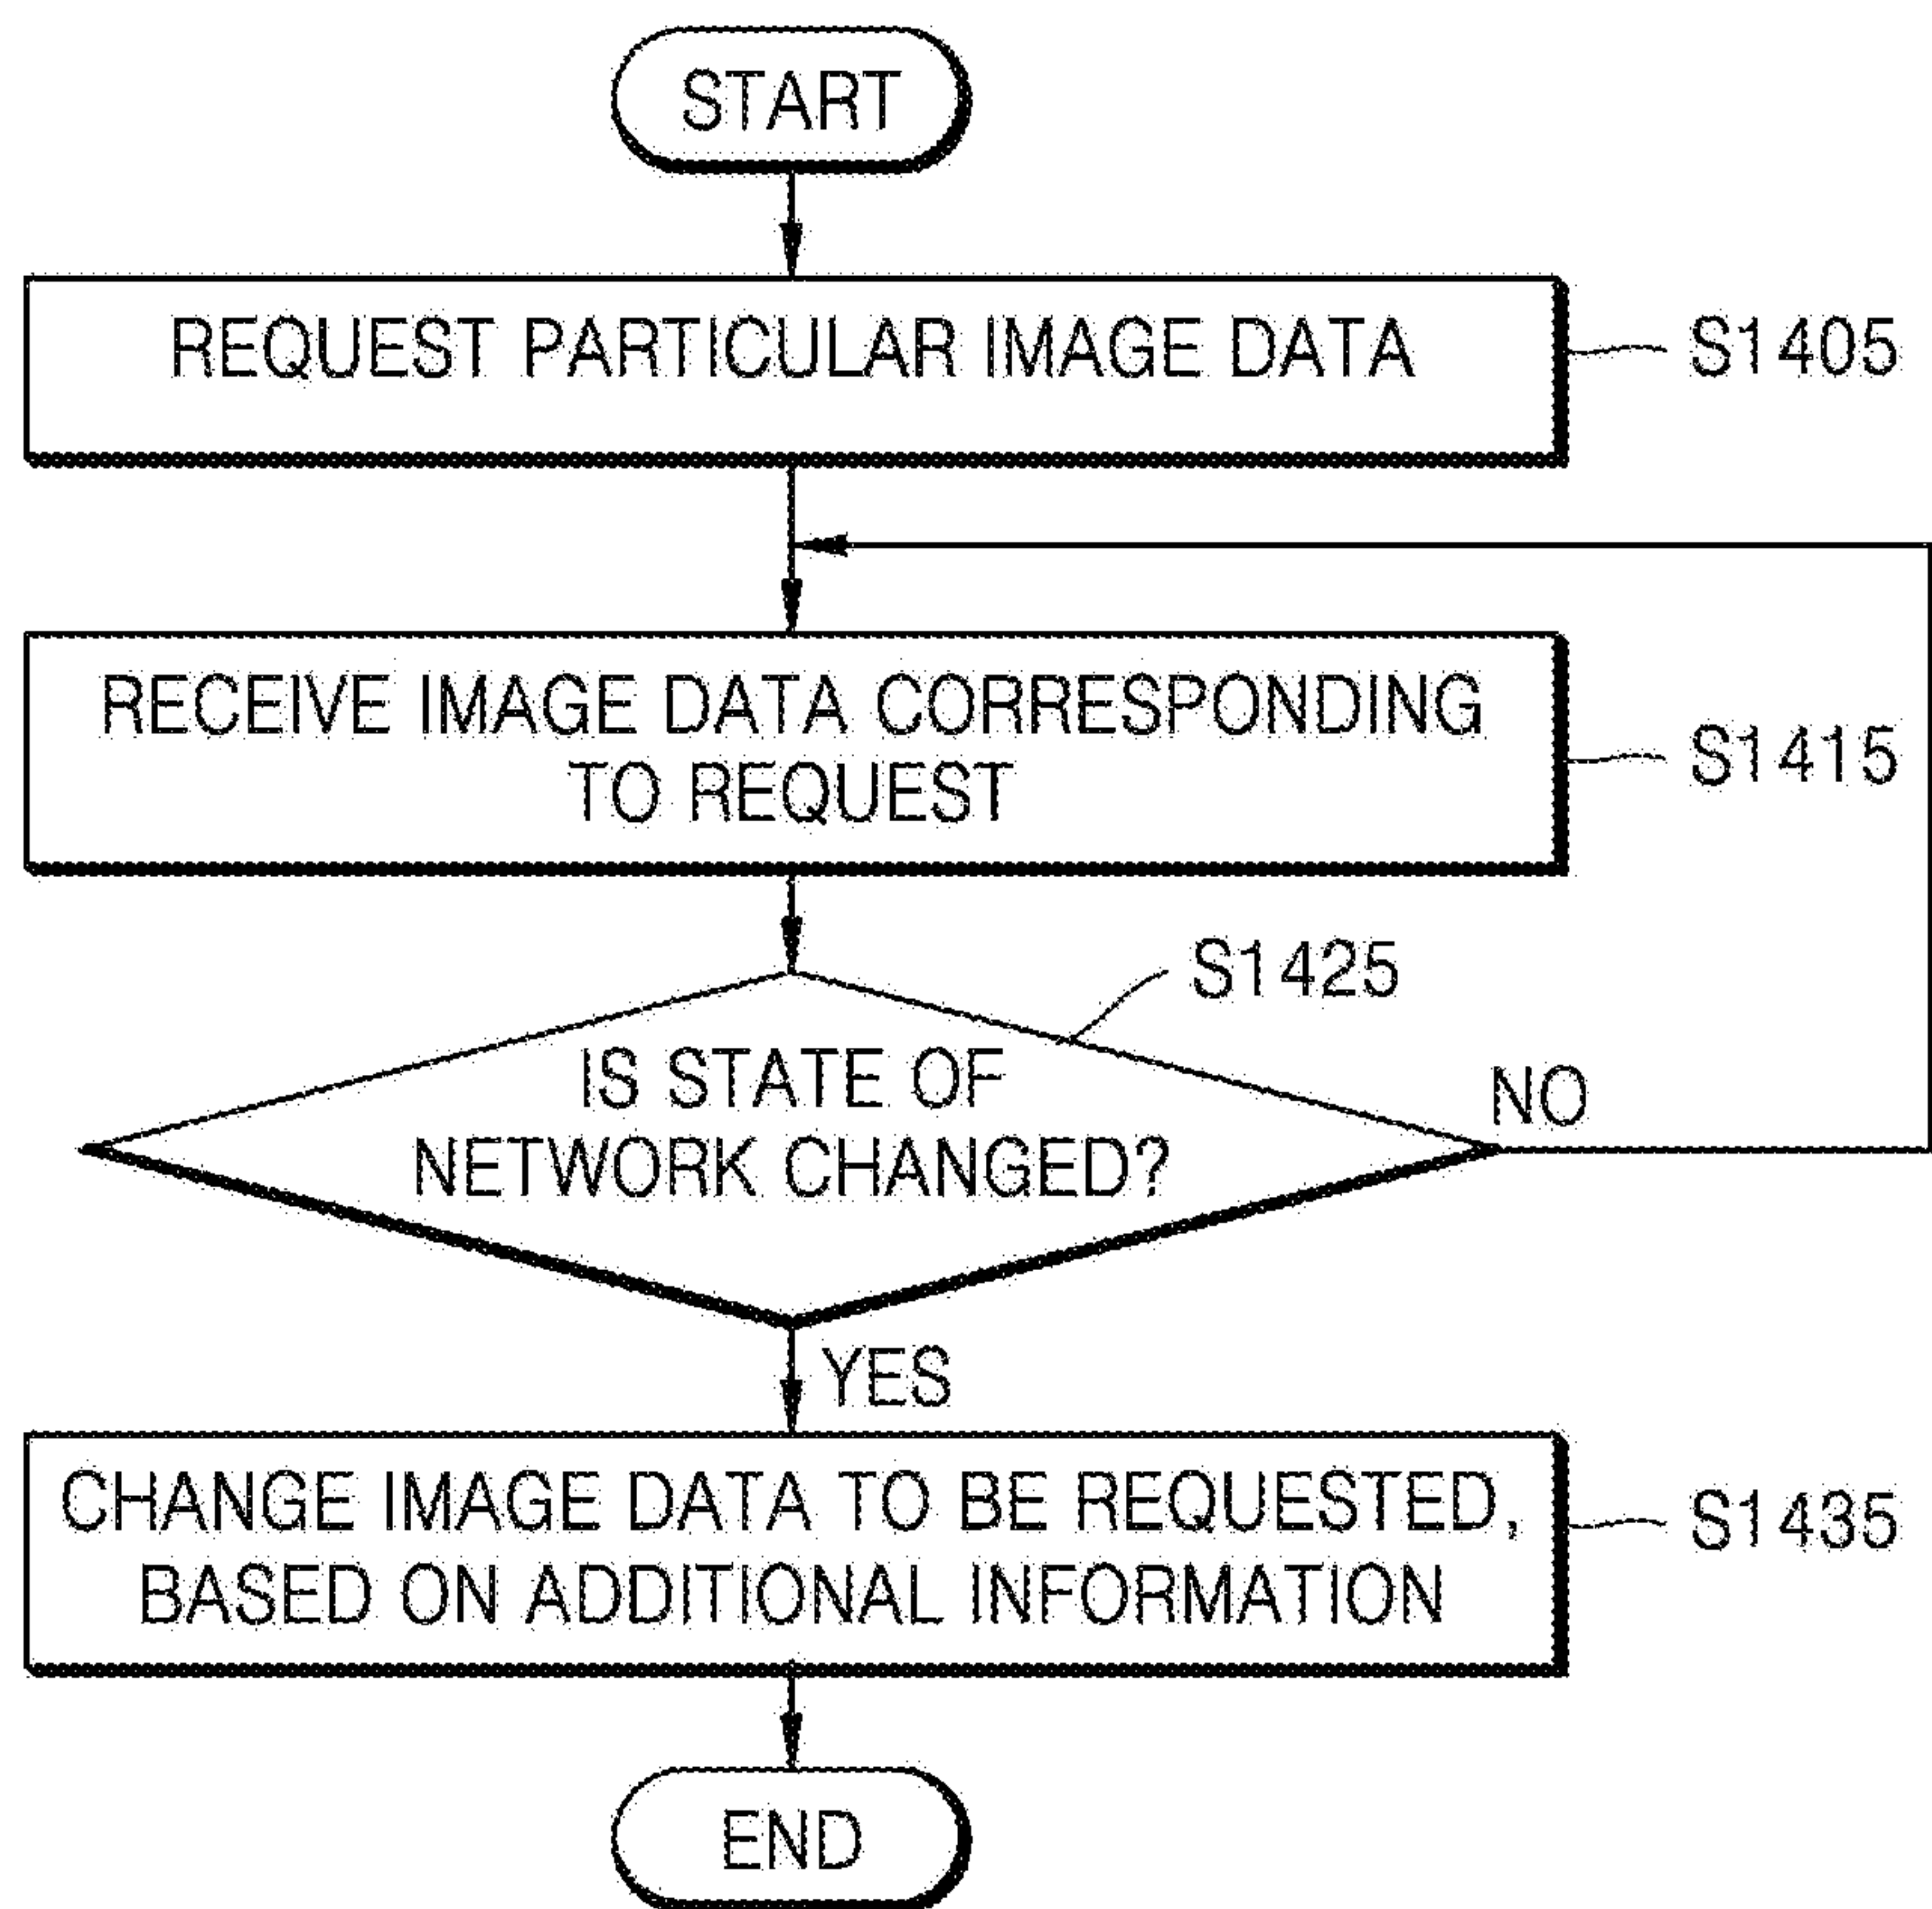 START
REQUEST PARTICULAR IMAGE DATA
S1405
RECEIVE IMAGE DATA CORRESPONDING
TO REQUEST
S1415
S1425
IS STATE OF
NETWORK CHANGED?
NO
YES
CHANGE IMAGE DATA TO BE REQUESTED,
BASED ON ADDITIONAL INFORMATION
S1435
END